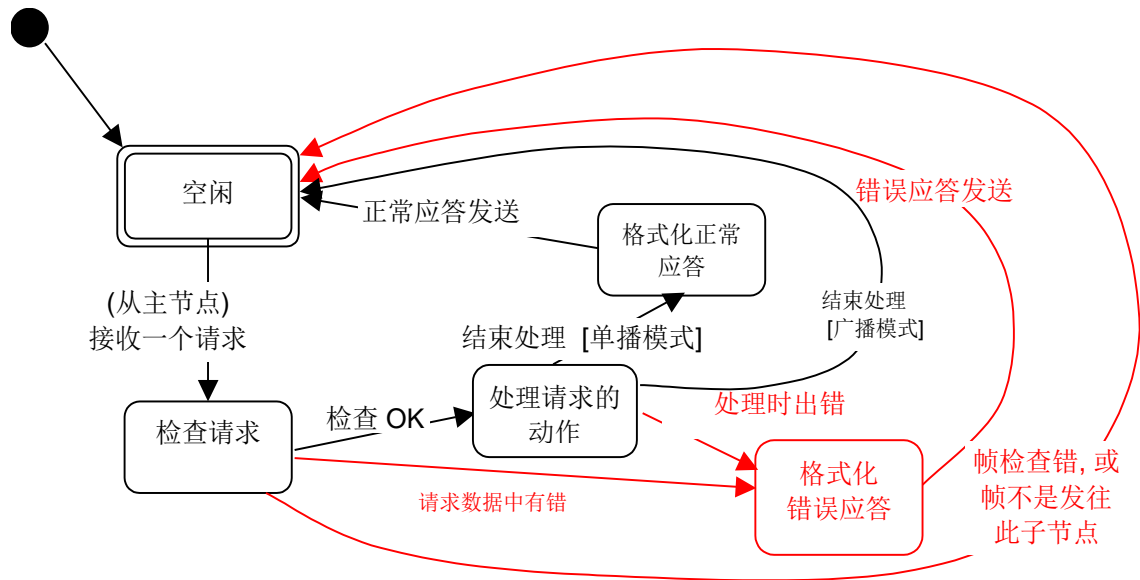 空闲
正常应答发送
错误应答发送
格式化正常
应答
(从主节点)
接收一个请求
结束处理
[广播模式]
结束处理 [单播模式]
处理请求的
动作
处理时出错
检查 OK
检查请求
请求数据中有错
格式化
错误应答
帧检查错, 或
帧不是发往
此子节点